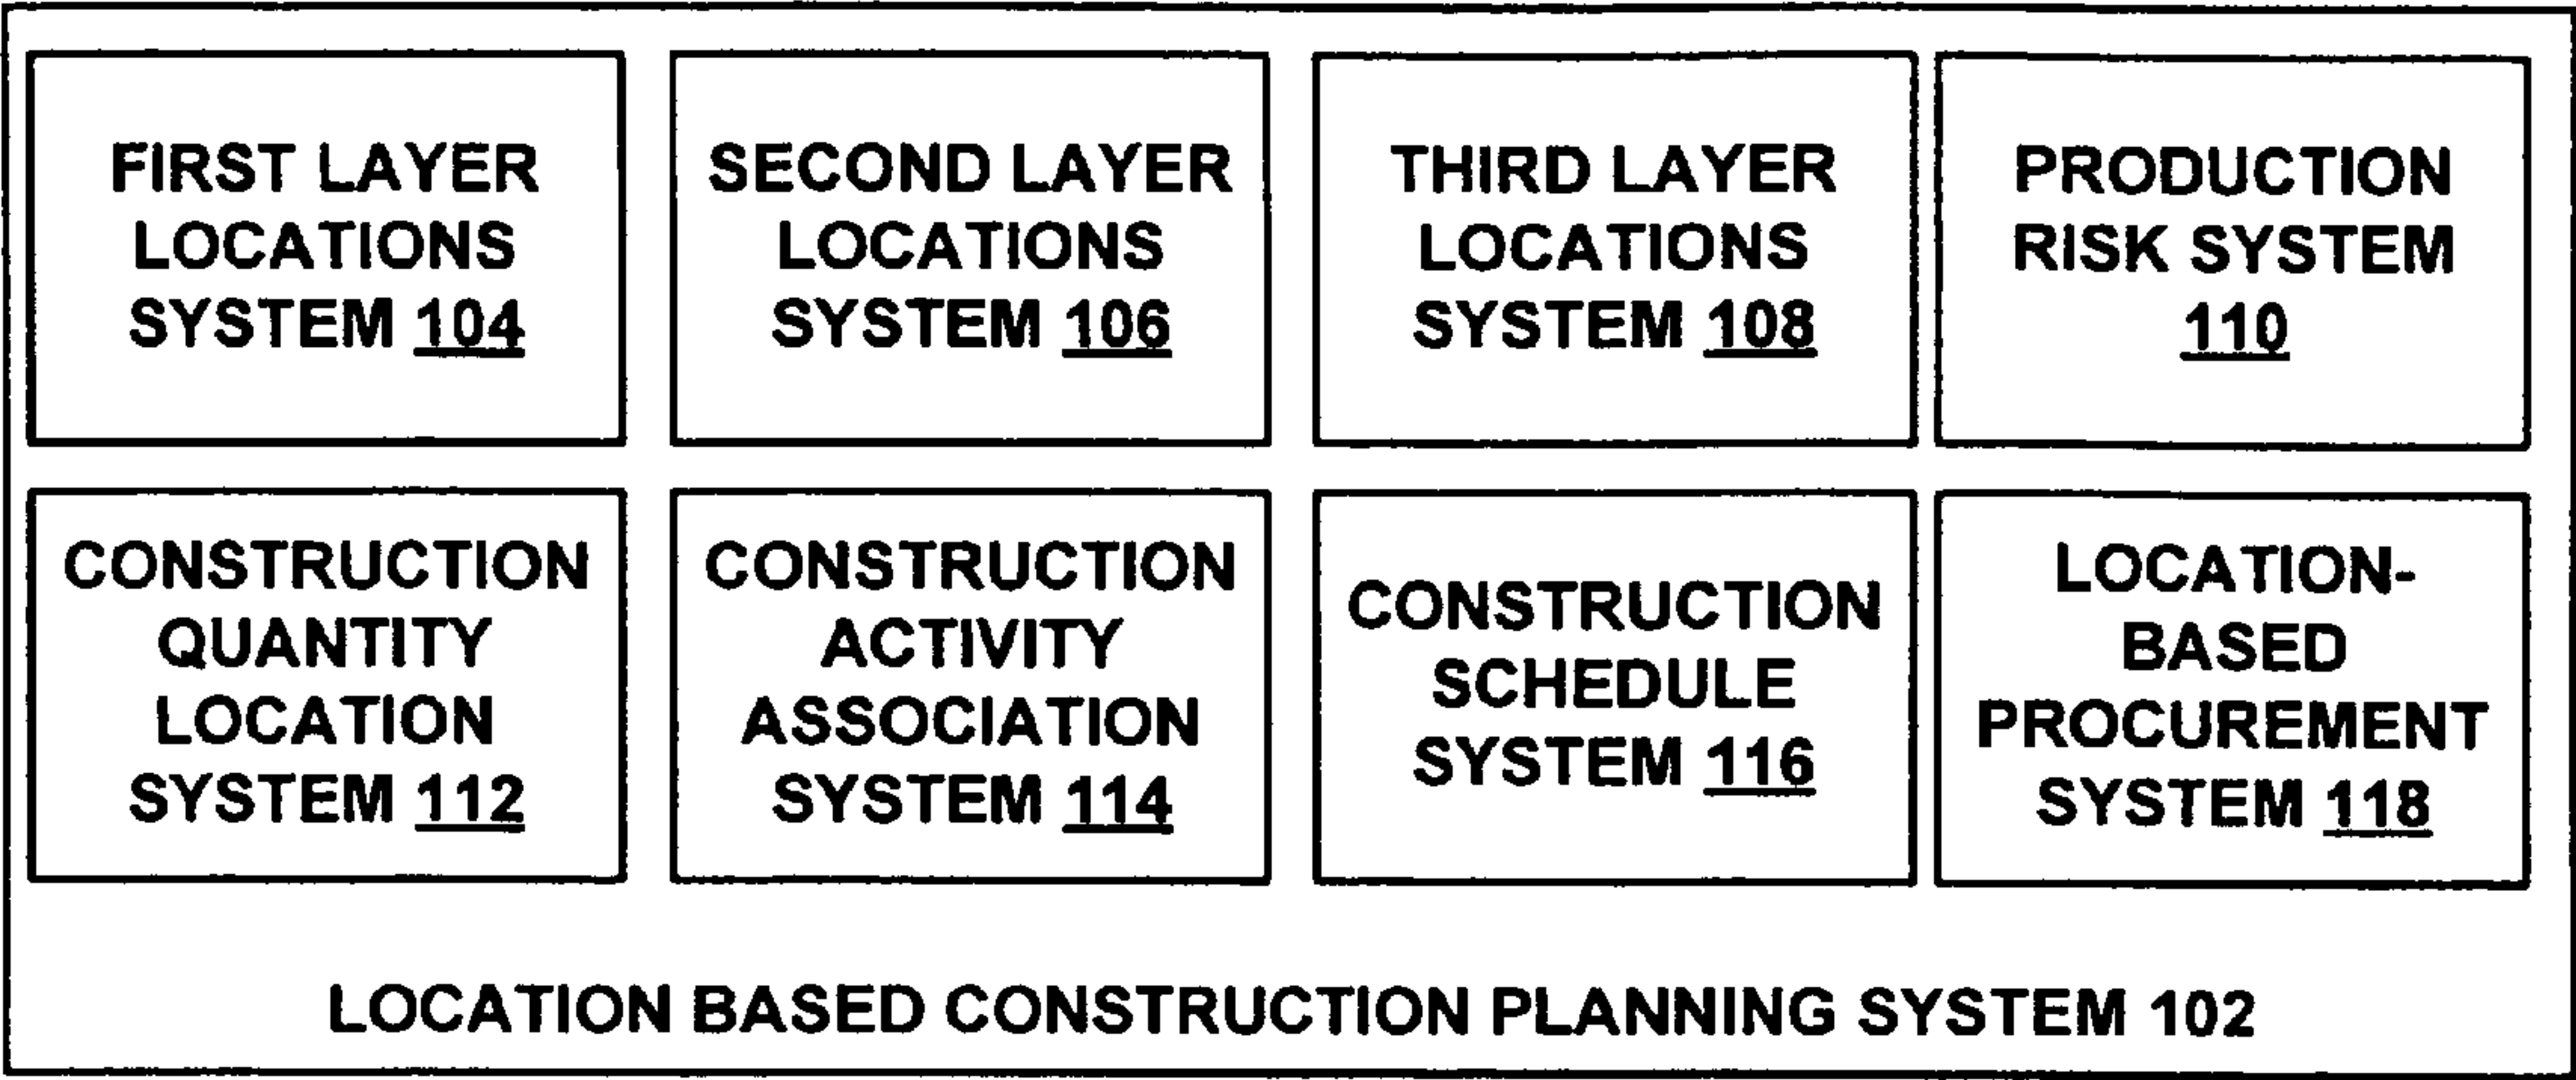 FIRST LAYER
LOCATIONS
SYSTEM 104
SECOND LAYER
LOCATIONS
SYSTEM 106
THIRD LAYER
LOCATIONS
SYSTEM 108
PRODUCTION
RISK SYSTEM
110
CONSTRUCTION
QUANTITY
LOCATION
SYSTEM 112
CONSTRUCTION
ACTIVITY
ASSOCIATION
SYSTEM 114
CONSTRUCTION
SCHEDULE
SYSTEM 116
LOCATION-
BASED
PROCUREMENT
SYSTEM 118
LOCATION BASED CONSTRUCTION PLANNING SYSTEM 102